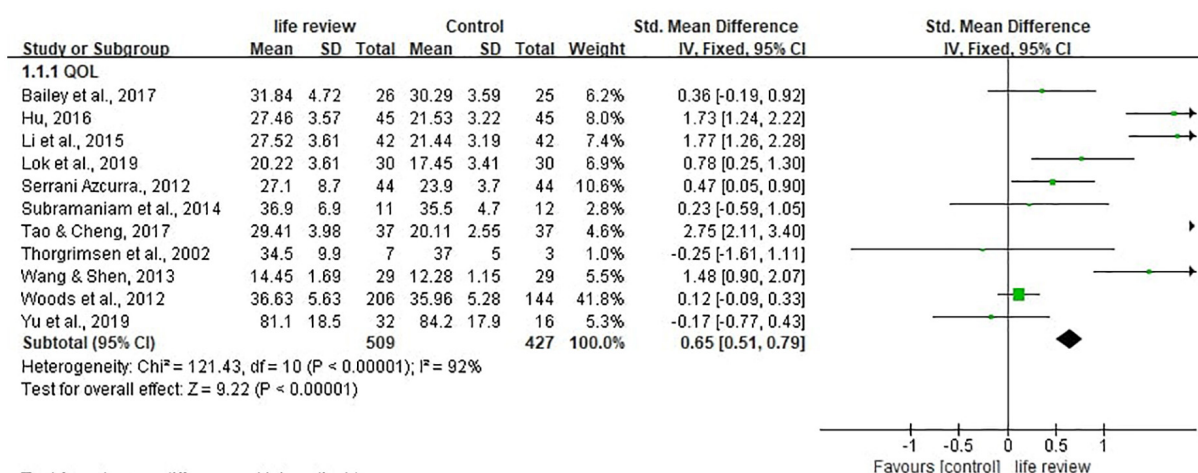 life review Control Std. Mean Difference Std. Mean Difference
Study or Subgroup Mean SD Total Mean SD Total Weight IV, Fixed, 95% CI IV, Fixed, 95% CI
1.1.1 QOL
Bailey et al., 2017 31.84 4.72 26 30.29 3.59 25 6.2% 0.36 [-0.19, 0.92]
Hu, 2016 27.46 3.57 45 21.53 3.22 45 8.0% 1.73 [1.24, 2.22]
Li et al., 2015 27.52 3.61 42 21.44 3.19 42 7.4% 1.77 [1.26, 2.28]
Lok et al., 2019 20.22 3.61 30 17.45 3.41 30 6.9% 0.78 [0.25, 1.30]
Serrani Azcurra., 2012 27.1 8.7 44 23.9 3.7 44 10.6% 0.47 [0.05, 0.90]
Subramaniam et al., 2014 36.9 6.9 11 35.5 4.7 12 2.8% 0.23 [-0.59, 1.05]
Tao & Cheng, 2017 29.41 3.98 37 20.11 2.55 37 4.6% 2.75 [2.11, 3.40]
Thorgrimsen et al., 2002 34.5 9.9 7 37 5 3 1.0% -0.25 [-1.61, 1.11]
Wang & Shen, 2013 14.45 1.69 29 12.28 1.15 29 5.5% 1.48 [0.90, 2.07]
Woods et al., 2012 36.63 5.63 206 35.96 5.28 144 41.8% 0.12 [-0.09, 0.33]
Yu et al., 2019 81.1 18.5 32 84.2 17.9 16 5.3% -0.17 [-0.77, 0.43]
Subtotal (95% CI) 509 427 100.0% 0.65 [0.51, 0.79]
Heterogeneity: Chi² = 121.43, df = 10 (P < 0.00001); I² = 92%
Test for overall effect: Z = 9.22 (P < 0.00001)
-1 -0.5 0 0.5 1
Favours [control] life review